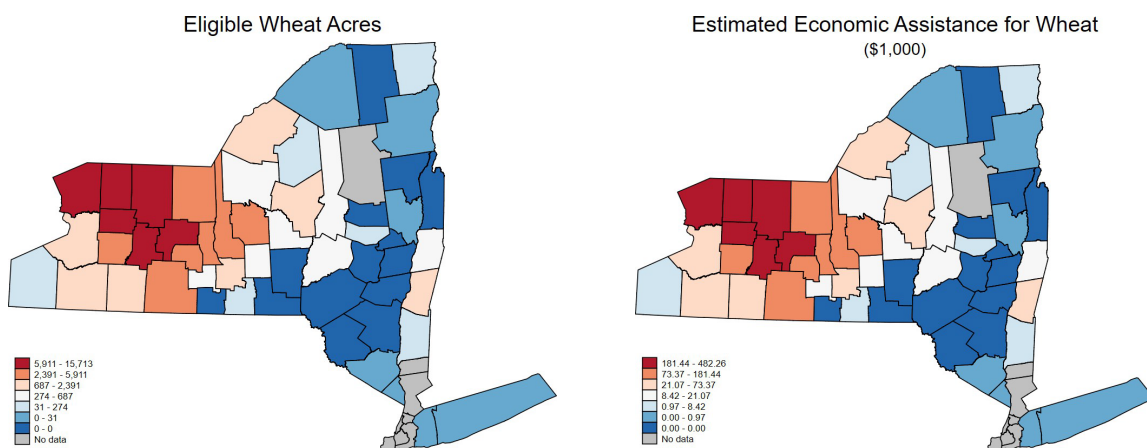 Eligible Wheat Acres
5,911 - 15,713
2,391 - 5,911
687 - 2,391
274 - 687
31 - 274
0 - 31
0 - 0
No data
Estimated Economic Assistance for Wheat
($1,000)
181.44 - 482.26
73.37 - 181.44
21.07 - 73.37
8.42 - 21.07
0.97 - 8.42
0.00 - 0.97
0.00 - 0.00
No data